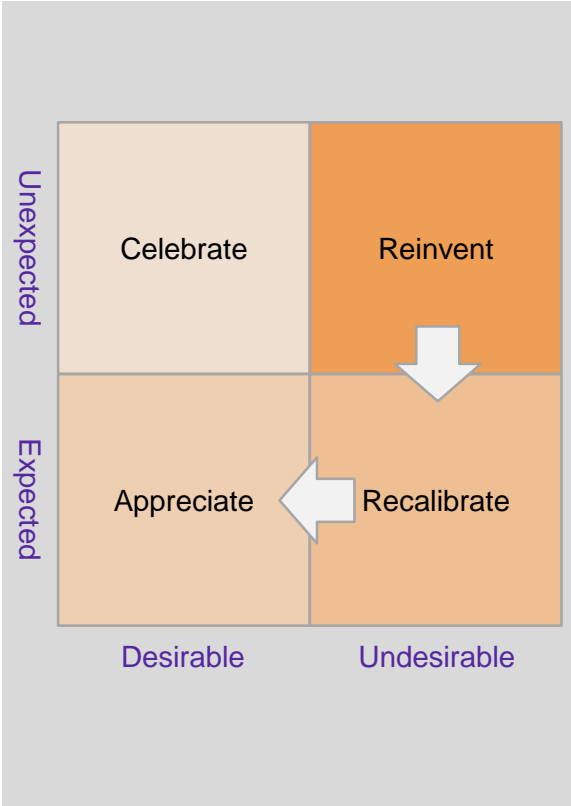 Unexpected
Celebrate
Reinvent
Expected
Appreciate
Recalibrate
Desirable
Undesirable